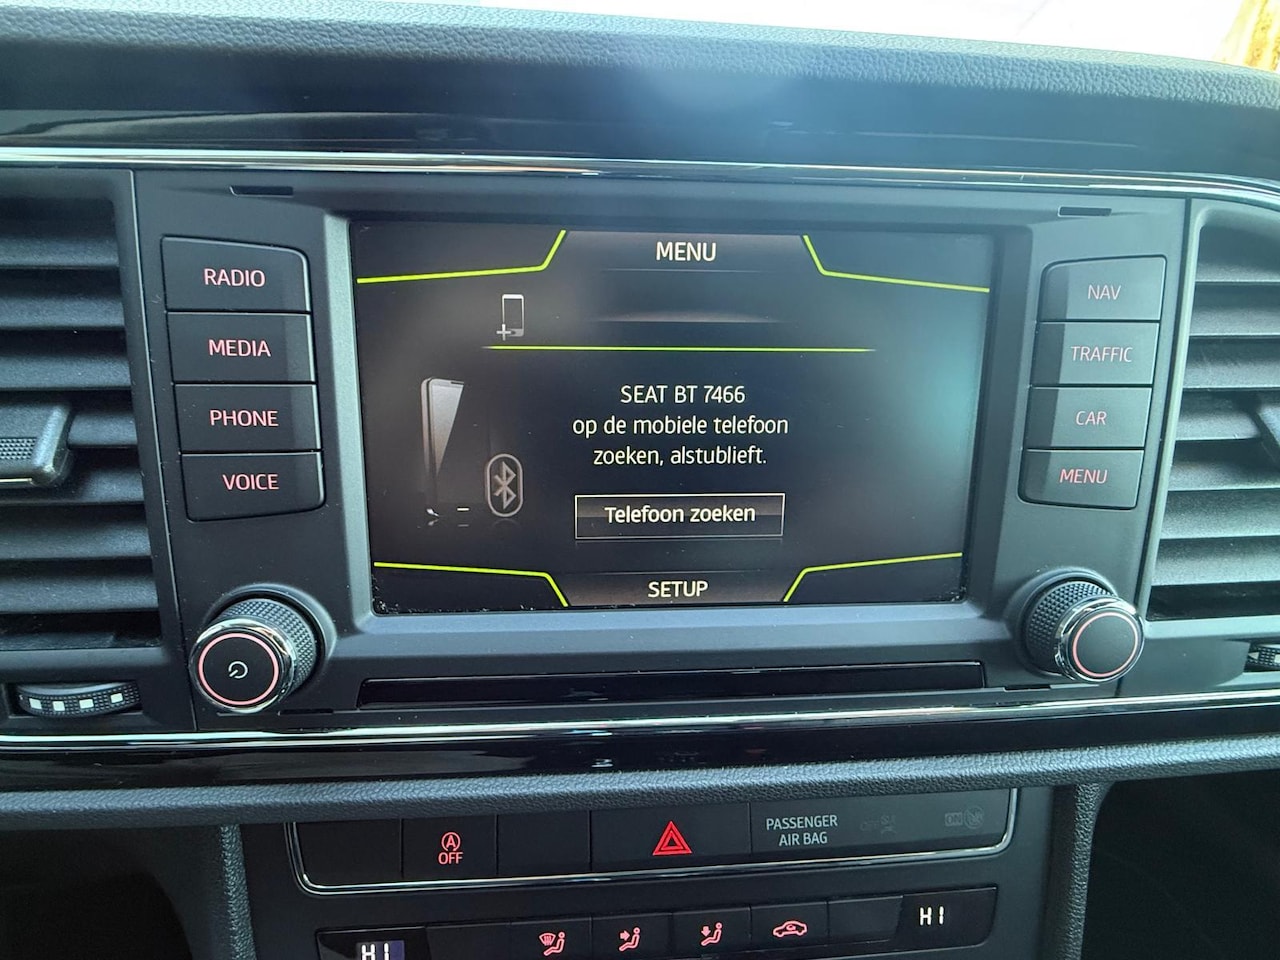 MENU
RADIO
MEDIA
PHONE
VOICE
SEAT BT 7466
op de mobiele telefoon
zoeken, alstublieft.
Telefoon zoeken
SETUP
NAV
TRAFFIC
CAR
MENU
A
OFF
PASSENGER
AIR BAG
HI
HI